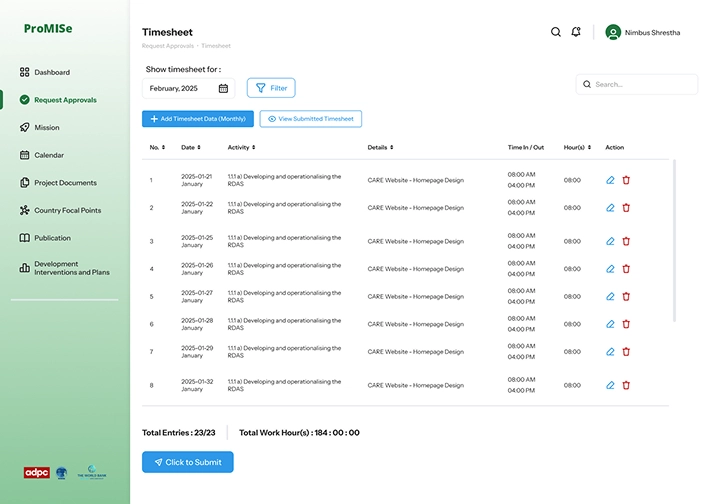 ProMISe
Dashboard
Request Approvals
Mission
Calendar
Project Documents
Country Focal Points
Publication
Development
Interventions and Plans
adpc
THE WORLD BANK
Timesheet
Request Approvals - Timesheet
Nimbus Shrestha
Show timesheet for :
February, 2025
Filter
Search...
Add Timesheet Data (Monthly)
View Submitted Timesheet
No. Date Activity Details Time In / Out Hour(s) Action
1 2025-01-21 January 1.1.1 a) Developing and operationalising the RDAS CARE Website - Homepage Design 08:00 AM 04:00 PM 08:00
2 2025-01-22 January 1.1.1 a) Developing and operationalising the RDAS CARE Website - Homepage Design 08:00 AM 04:00 PM 08:00
3 2025-01-25 January 1.1.1 a) Developing and operationalising the RDAS CARE Website - Homepage Design 08:00 AM 04:00 PM 08:00
4 2025-01-26 January 1.1.1 a) Developing and operationalising the RDAS CARE Website - Homepage Design 08:00 AM 04:00 PM 08:00
5 2025-01-27 January 1.1.1 a) Developing and operationalising the RDAS CARE Website - Homepage Design 08:00 AM 04:00 PM 08:00
6 2025-01-28 January 1.1.1 a) Developing and operationalising the RDAS CARE Website - Homepage Design 08:00 AM 04:00 PM 08:00
7 2025-01-29 January 1.1.1 a) Developing and operationalising the RDAS CARE Website - Homepage Design 08:00 AM 04:00 PM 08:00
8 2025-01-32 January 1.1.1 a) Developing and operationalising the RDAS CARE Website - Homepage Design 08:00 AM 04:00 PM 08:00
Total Entries : 23/23
Total Work Hour(s) : 184 : 00 : 00
Click to Submit